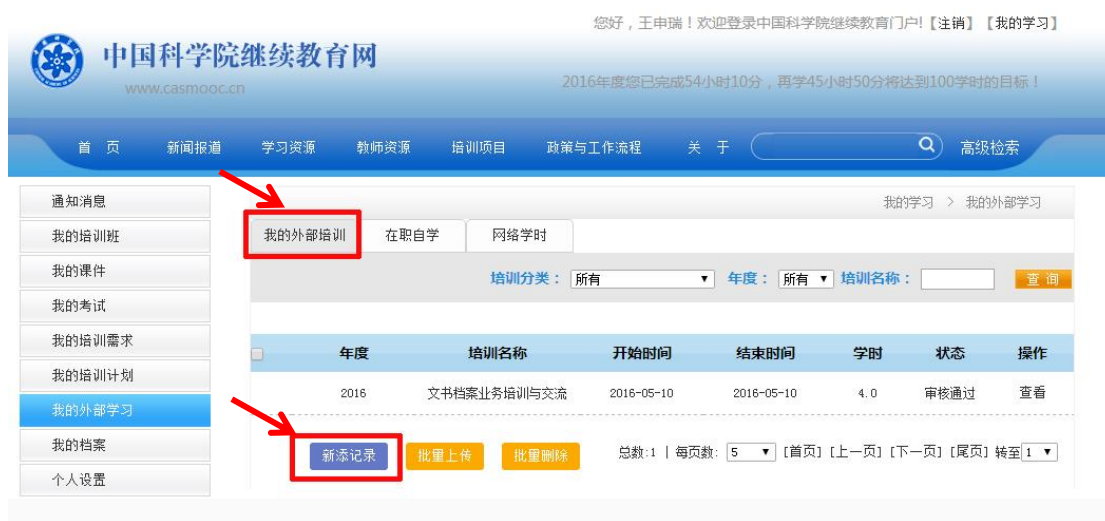 您好，王申瑞！欢迎登录中国科学院继续教育门户!【注销】【我的学习】
中国科学院继续教育网
www.casmooc.cn
2016年度您已完成54小时10分，再学45小时50分将达到100学时的目标！
首 页 新闻报道 学习资源 教师资源 培训项目 政策与工作流程 关 于 高级检索
通知消息
我的培训班
我的课件
我的考试
我的培训需求
我的培训计划
我的外部学习
我的档案
个人设置
我的学习 > 我的外部学习
我的外部培训 在职自学 网络学时
培训分类： 所有 年度： 所有 培训名称： 查 询
年度 培训名称 开始时间 结束时间 学时 状态 操作
2016 文书档案业务培训与交流 2016-05-10 2016-05-10 4.0 审核通过 查看
新添记录 批量上传 批量删除 总数:1 | 每页数: 5 [首页] [上一页] [下一页] [尾页] 转至 1